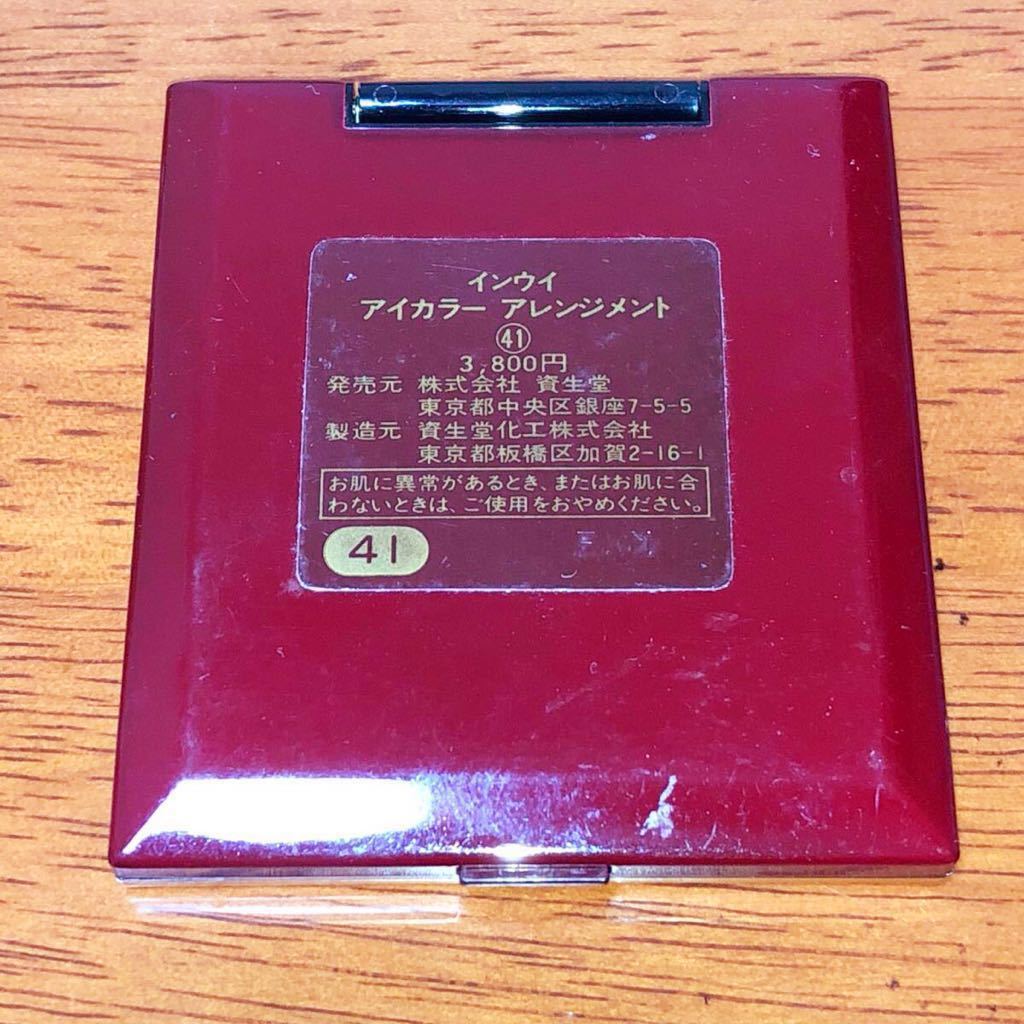 インウイ
アイカラー アレンジメント
㊶
3,800円
発売元 株式会社 資生堂
東京都中央区銀座7-5-5
製造元 資生堂化工株式会社
東京都板橋区加賀2-16-1
お肌に異常があるとき、またはお肌に合
わないときは、ご使用をおやめください。
41